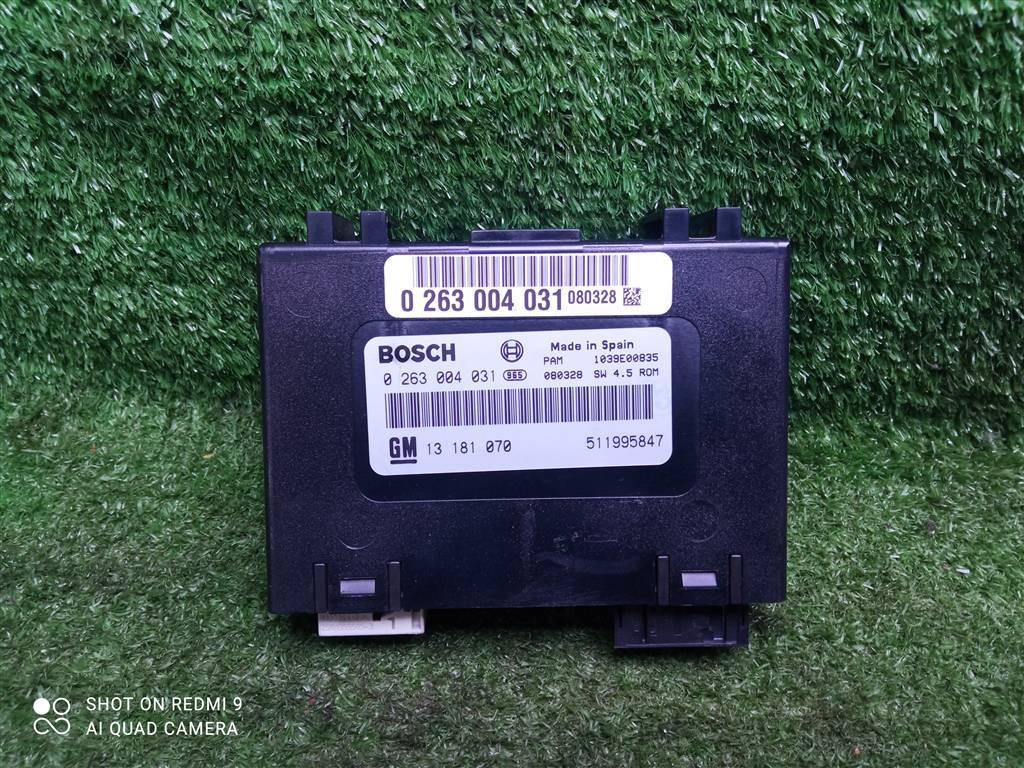 0 263 004 031 080328
BOSCH Made in Spain
PAM 1039E00835
0 263 004 031 965 080328 SW 4.5 ROM
GM 13 181 070 511995847
SHOT ON REDMI 9
AI QUAD CAMERA